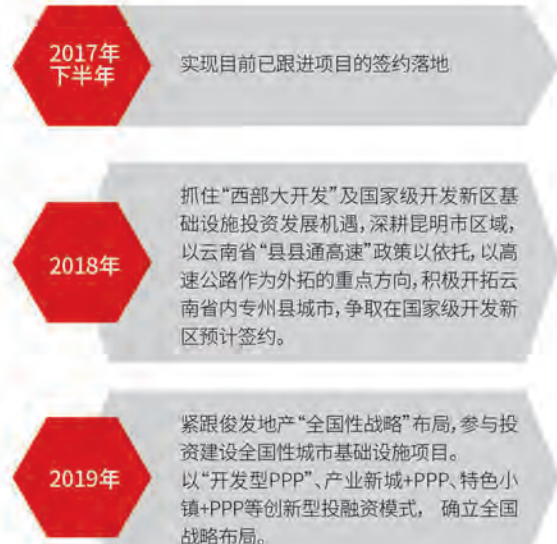 2017年
下半年
实现目前已跟进项目的签约落地
2018年
抓住“西部大开发”及国家级开发新区基
础设施投资发展机遇,深耕昆明市区域,
以云南省“县县通高速”政策以依托,以高
速公路作为外拓的重点方向,积极开拓云
南省内专州县城市,争取在国家级开发新
区预计签约。
2019年
紧跟俊发地产“全国性战略”布局,参与投
资建设全国性城市基础设施项目。
以“开发型PPP”、产业新城+PPP、特色小
镇+PPP等创新型投融资模式, 确立全国
战略布局。